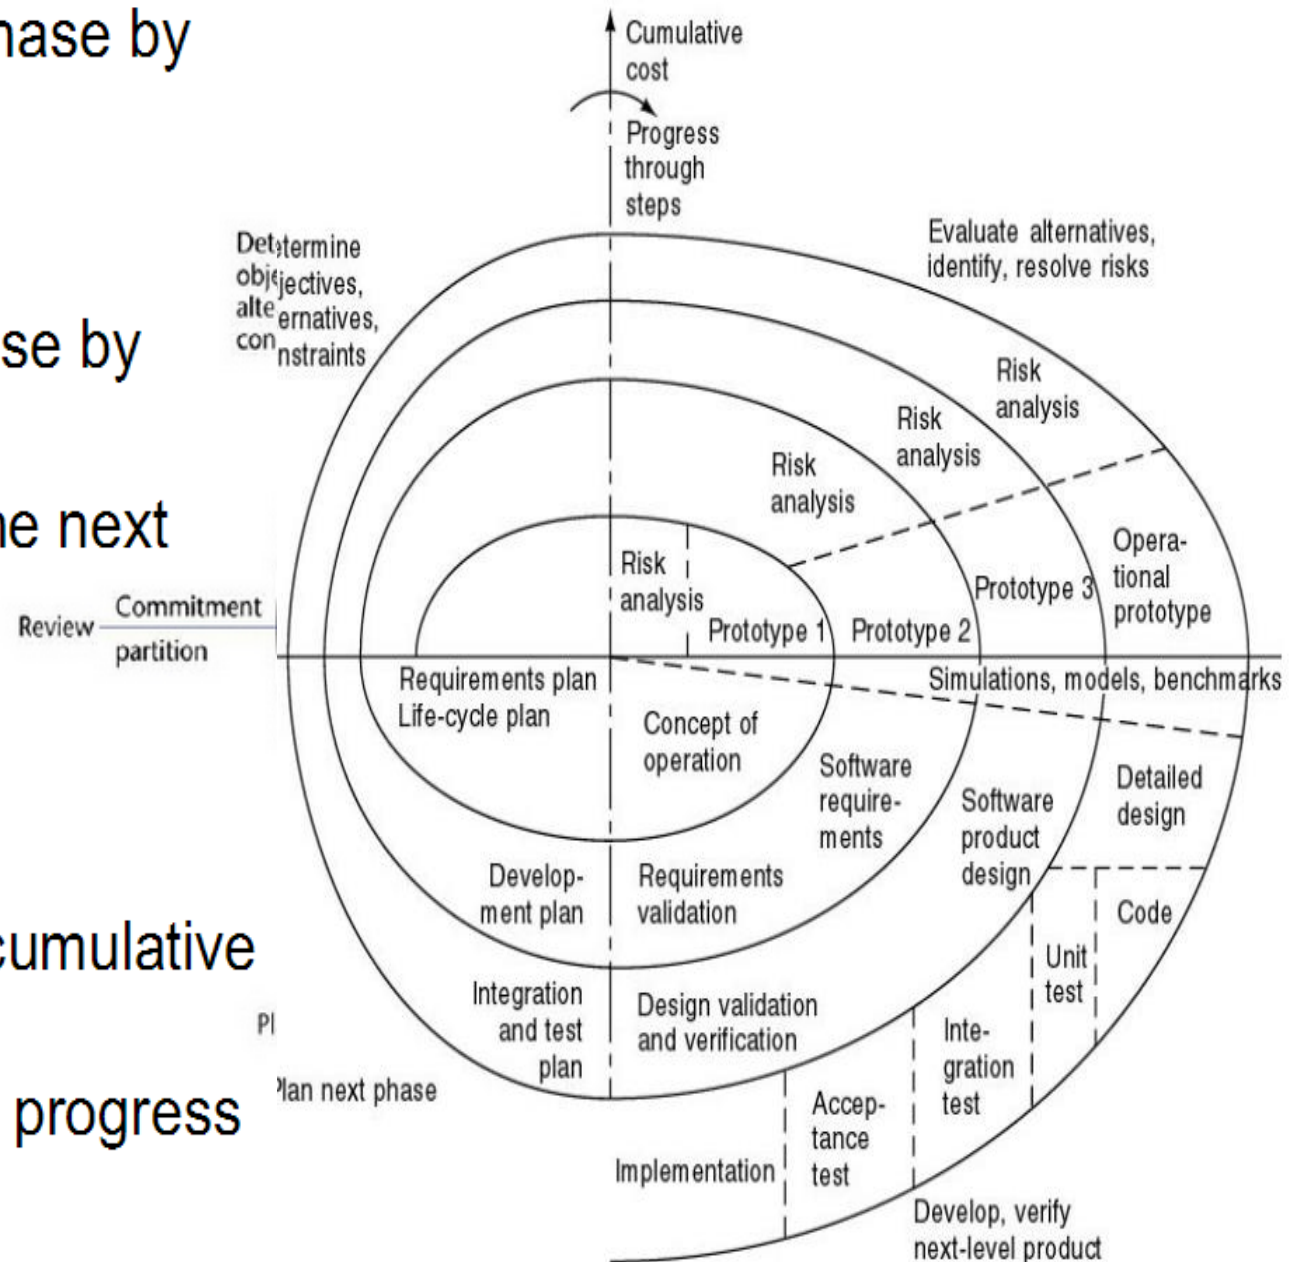 hase by
se by
he next
cumulative
progress
Cumulative
cost
Progress
through
steps
Determine
objectives,
alternatives,
constraints
Evaluate alternatives,
identify, resolve risks
Risk
analysis
Risk
analysis
Risk
analysis
Risk
analysis
Prototype 1
Prototype 2
Prototype 3
Opera-
tional
prototype
Review
Commitment
partition
Requirements plan
Life-cycle plan
Concept of
operation
Simulations, models, benchmarks
Software
require-
ments
Software
product
design
Detailed
design
Develop-
ment plan
Requirements
validation
Code
Unit
test
Integration
and test
plan
Design validation
and verification
Inte-
gration
test
Pl
Plan next phase
Accep-
tance
test
Implementation
Develop, verify
next-level product